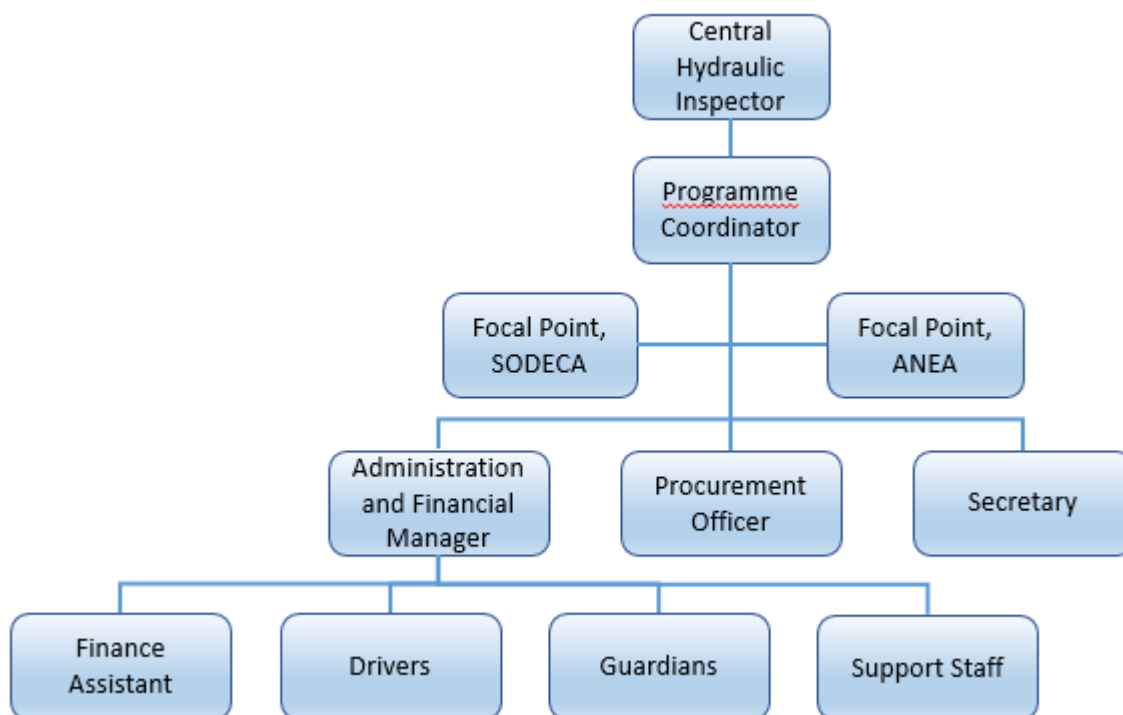 Central
Hydraulic
Inspector
Programme
Coordinator
Focal Point,
SODECA
Focal Point,
ANEA
Administration
and Financial
Manager
Procurement
Officer
Secretary
Finance
Assistant
Drivers
Guardians
Support Staff